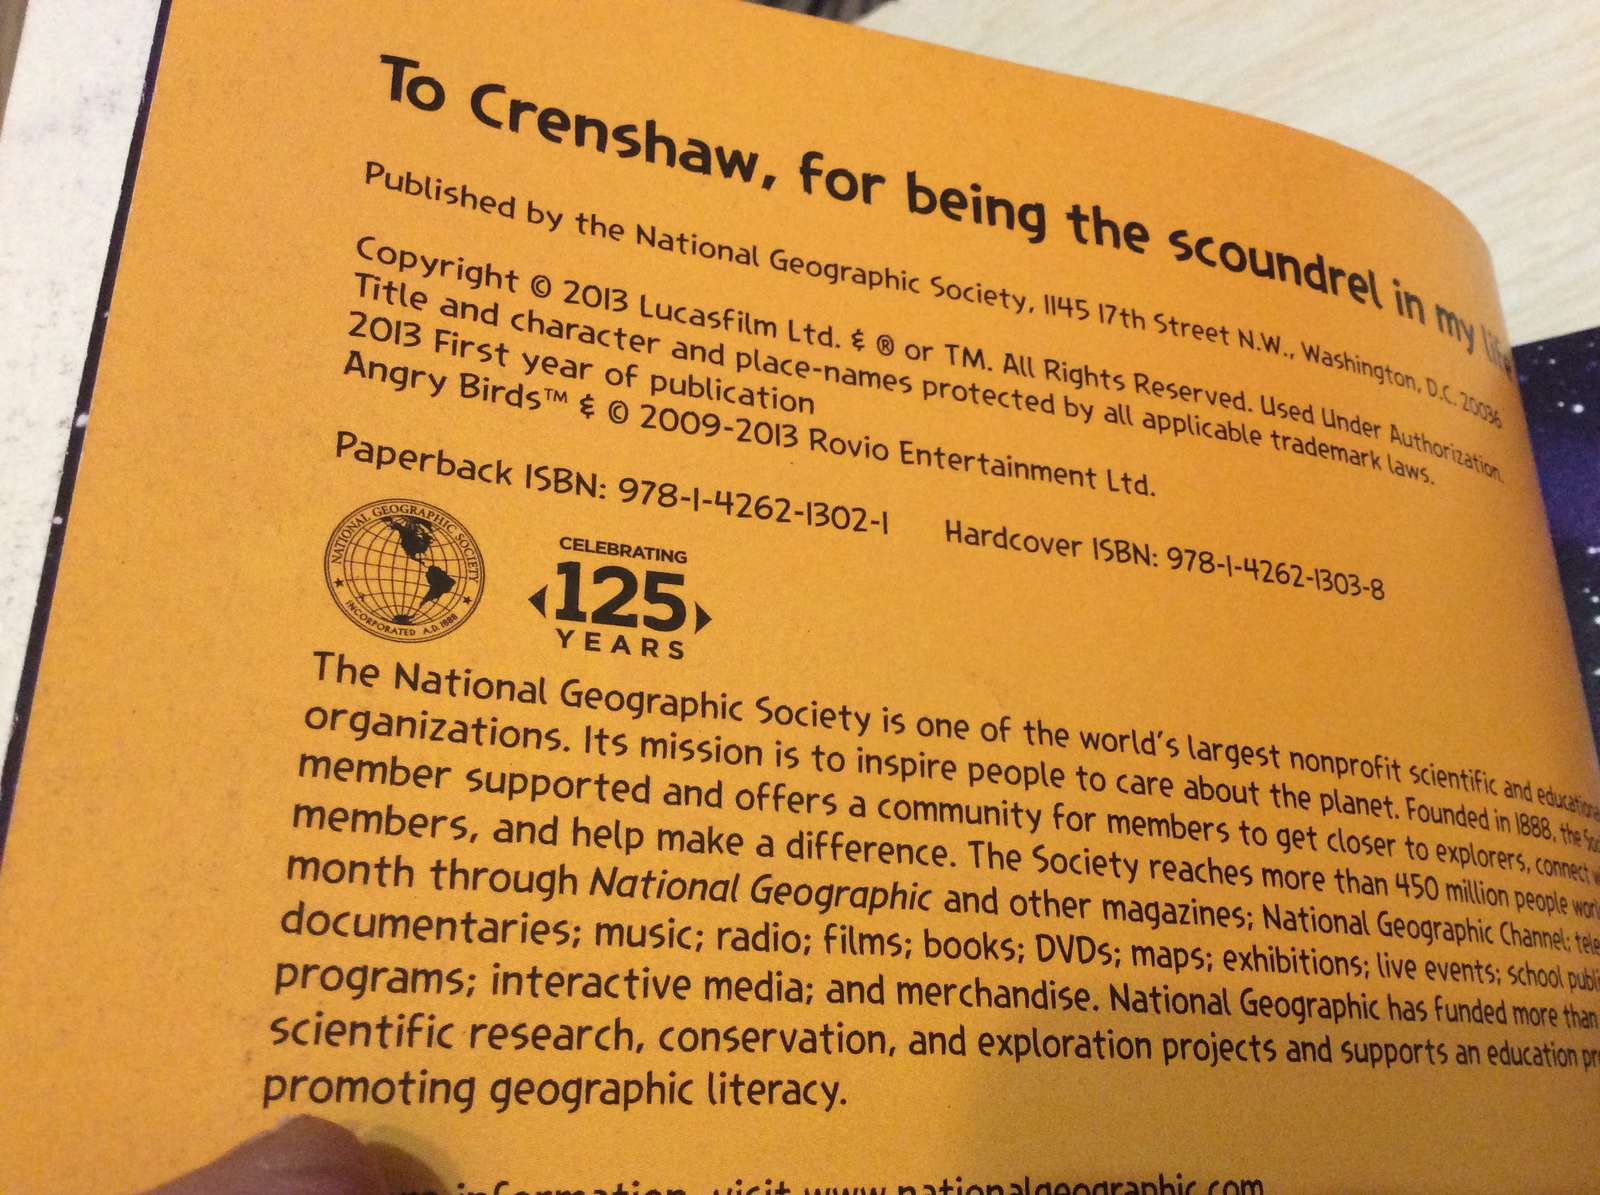 To Crenshaw, for being the scoundrel in my life
Published by the National Geographic Society, 1145 17th Street N.W., Washington, D.C. 20036
Copyright © 2013 Lucasfilm Ltd. & ® or TM. All Rights Reserved. Used Under Authorization.
Title and character and place-names protected by all applicable trademark laws.
2013 First year of publication
Angry Birds™ & © 2009-2013 Rovio Entertainment Ltd.
Paperback ISBN: 978-1-4262-1302-1 Hardcover ISBN: 978-1-4262-1303-8
NATIONAL GEOGRAPHIC SOCIETY
INCORPORATED A.D. 1888
CELEBRATING
125
YEARS
The National Geographic Society is one of the world's largest nonprofit scientific and educational
organizations. Its mission is to inspire people to care about the planet. Founded in 1888, the
member supported and offers a community for members to get closer to explorers, connect
members, and help make a difference. The Society reaches more than 450 million people
month through National Geographic and other magazines; National Geographic Channel;
documentaries; music; radio; films; books; DVDs; maps; exhibitions; live events; school
programs; interactive media; and merchandise. National Geographic has funded more than
scientific research, conservation, and exploration projects and supports an education
promoting geographic literacy.
information, visit www.nationalgeographic.com